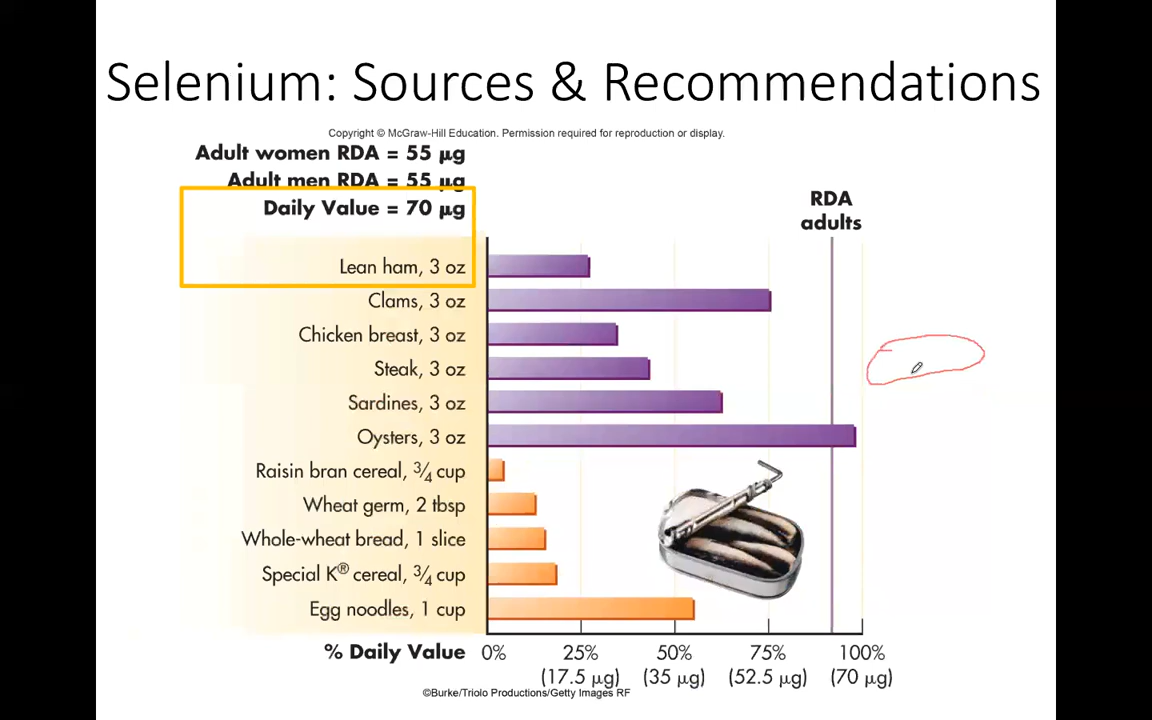 Selenium: Sources & Recommendations
Copyright © McGraw-Hill Education. Permission required for reproduction or display.
Adult women RDA = 55 μg
Adult men RDA = 55 μg
Daily Value = 70 μg
RDA
adults
Lean ham, 3 oz
Clams, 3 oz
Chicken breast, 3 oz
Steak, 3 oz
Sardines, 3 oz
Oysters, 3 oz
Raisin bran cereal, 3/4 cup
Wheat germ, 2 tbsp
Whole-wheat bread, 1 slice
Special K® cereal, 3/4 cup
Egg noodles, 1 cup
% Daily Value 0% 25% 50% 75% 100%
(17.5 μg) (35 μg) (52.5 μg) (70 μg)
©Burke/Triolo Productions/Getty Images RF